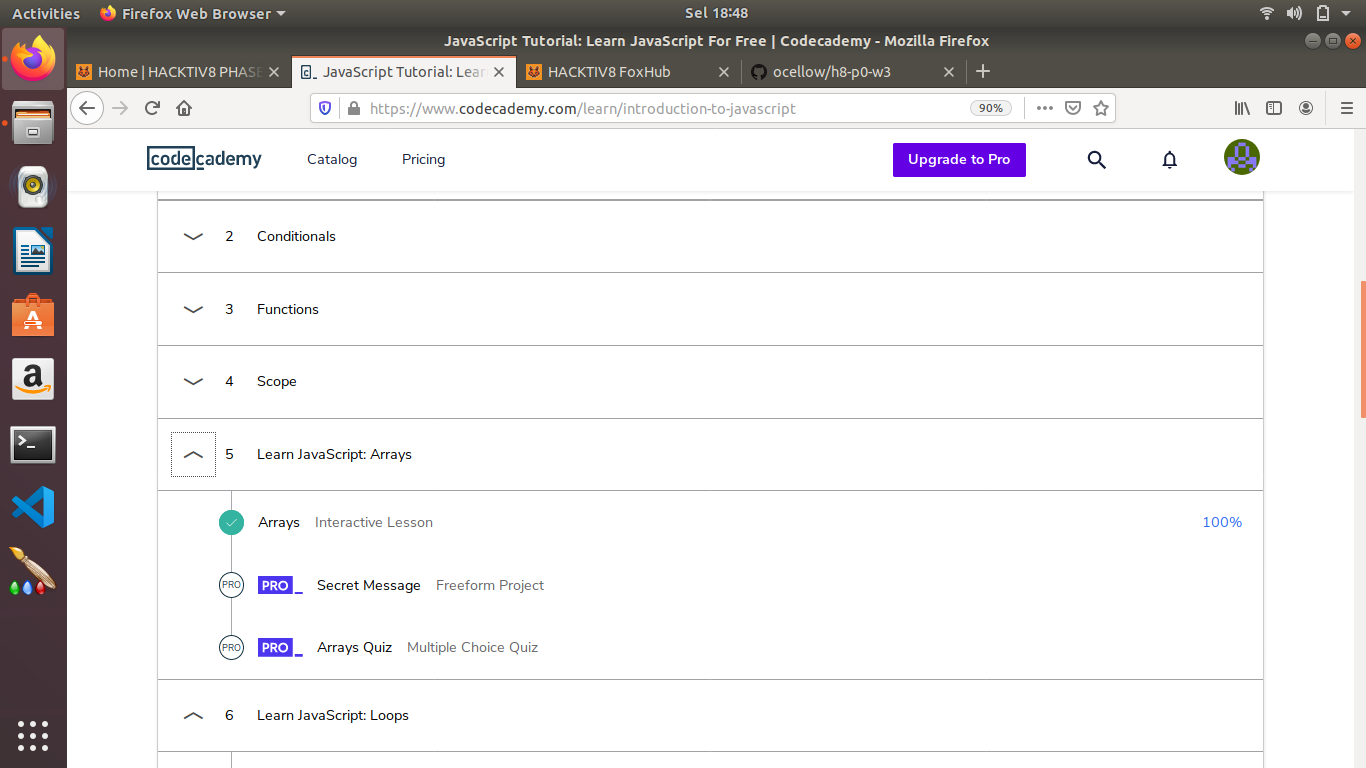 Activities Firefox Web Browser Sel 18:48
JavaScript Tutorial: Learn JavaScript For Free | Codecademy - Mozilla Firefox
Home | HACKTIV8 PHASE JavaScript Tutorial: Lear HACKTIV8 FoxHub ocellow/h8-p0-w3
https://www.codecademy.com/learn/introduction-to-javascript 90%
codecademy Catalog Pricing Upgrade to Pro
2 Conditionals
3 Functions
4 Scope
5 Learn JavaScript: Arrays
Arrays Interactive Lesson 100%
PRO PRO_ Secret Message Freeform Project
PRO PRO_ Arrays Quiz Multiple Choice Quiz
6 Learn JavaScript: Loops